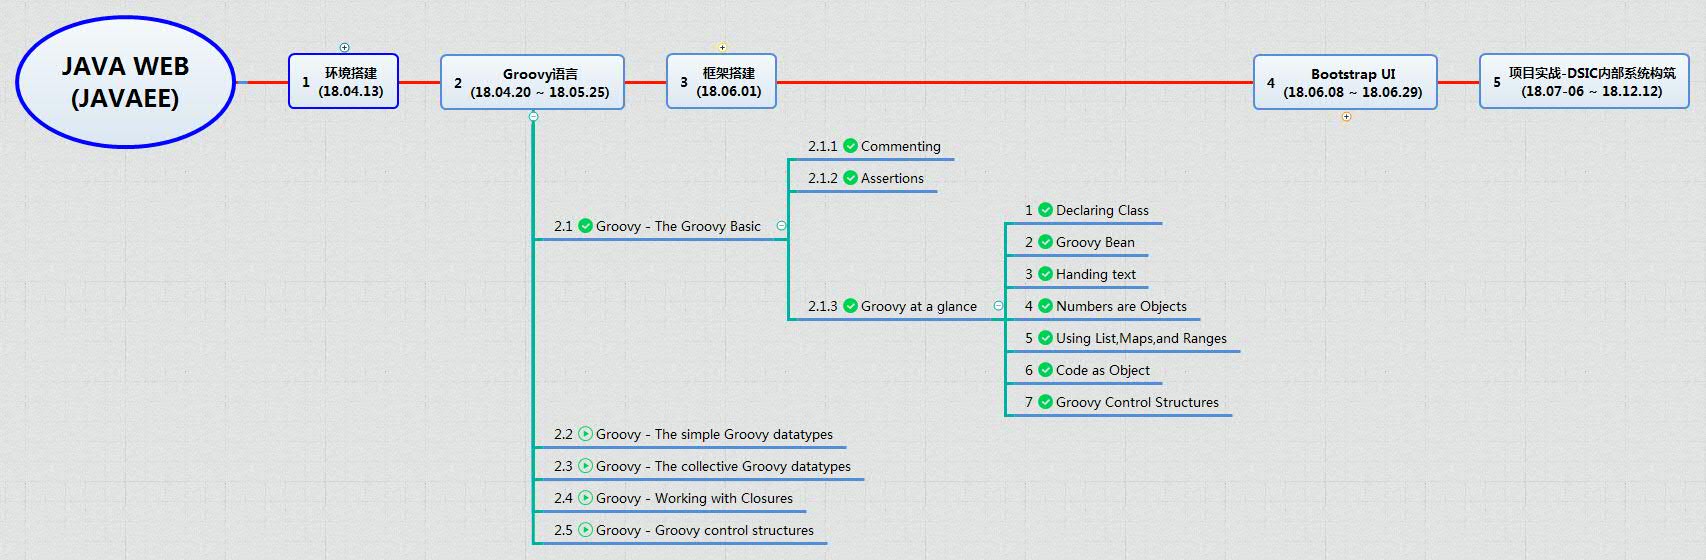 JAVA WEB
(JAVAEE)
1 环境搭建
(18.04.13)
2 Groovy语言
(18.04.20 ~ 18.05.25)
3 框架搭建
(18.06.01)
4 Bootstrap UI
(18.06.08 ~ 18.06.29)
5 项目实战-DSIC内部系统构筑
(18.07-06 ~ 18.12.12)
2.1 Groovy - The Groovy Basic
2.1.1 Commenting
2.1.2 Assertions
2.1.3 Groovy at a glance
1 Declaring Class
2 Groovy Bean
3 Handing text
4 Numbers are Objects
5 Using List,Maps,and Ranges
6 Code as Object
7 Groovy Control Structures
2.2 Groovy - The simple Groovy datatypes
2.3 Groovy - The collective Groovy datatypes
2.4 Groovy - Working with Closures
2.5 Groovy - Groovy control structures